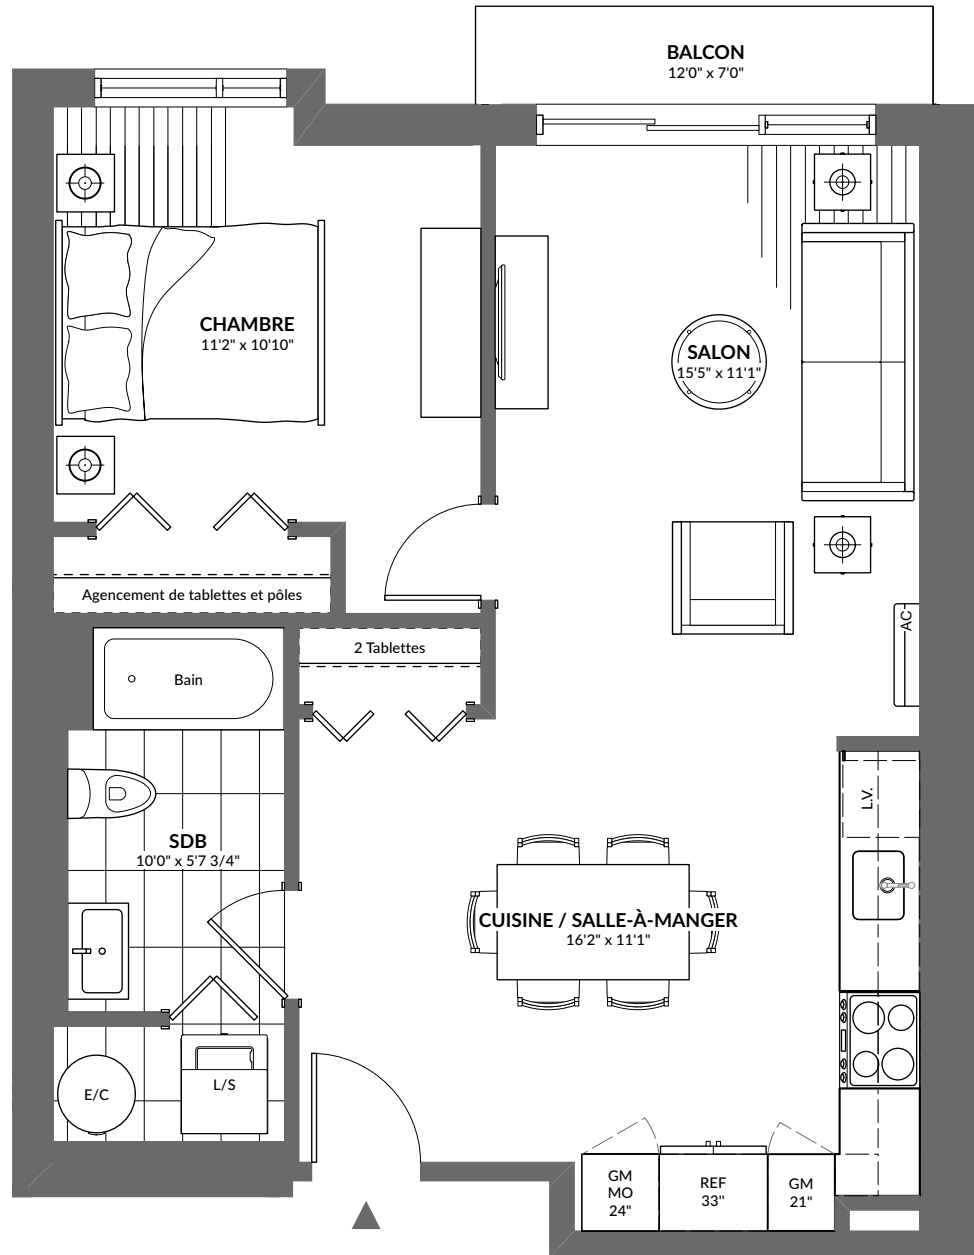 BALCON
12'0" x 7'0"
CHAMBRE
11'2" x 10'10"
SALON
15'5" x 11'1"
Agencement de tablettes et pôles
AC
2 Tablettes
Bain
L.V.
SDB
10'0" x 5'7 3/4"
CUISINE / SALLE-À-MANGER
16'2" x 11'1"
E/C
L/S
GM
MO
24"
REF
33"
GM
21"